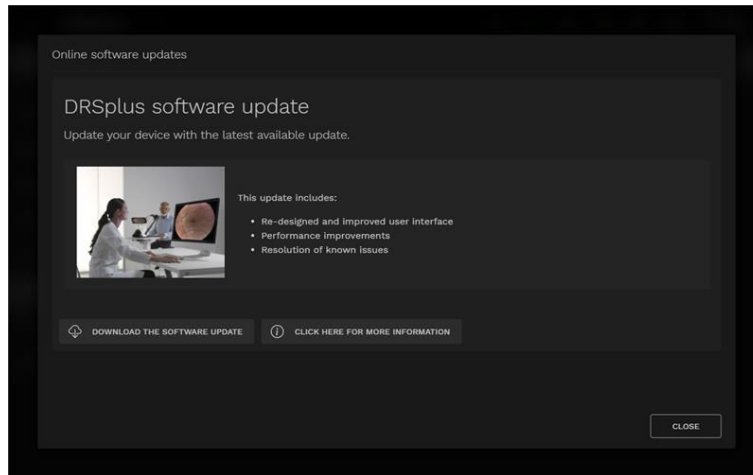 Online software updates
DRSplus software update
Update your device with the latest available update.
This update includes:
• Re-designed and improved user interface
• Performance improvements
• Resolution of known issues
DOWNLOAD THE SOFTWARE UPDATE
CLICK HERE FOR MORE INFORMATION
CLOSE